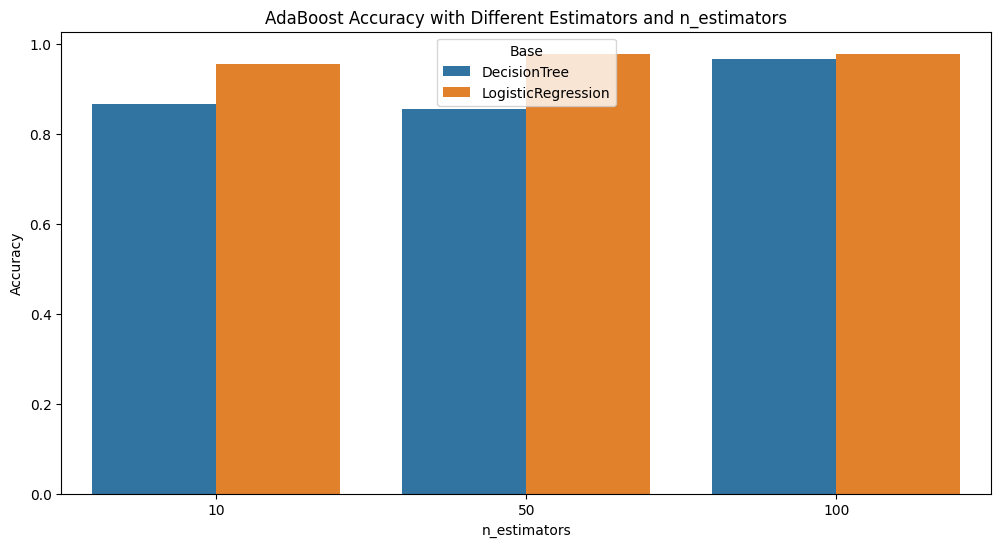 AdaBoost Accuracy with Different Estimators and n_estimators
Base
DecisionTree
LogisticRegression
Accuracy
1.0
0.8
0.6
0.4
0.2
0.0
10
50
100
n_estimators